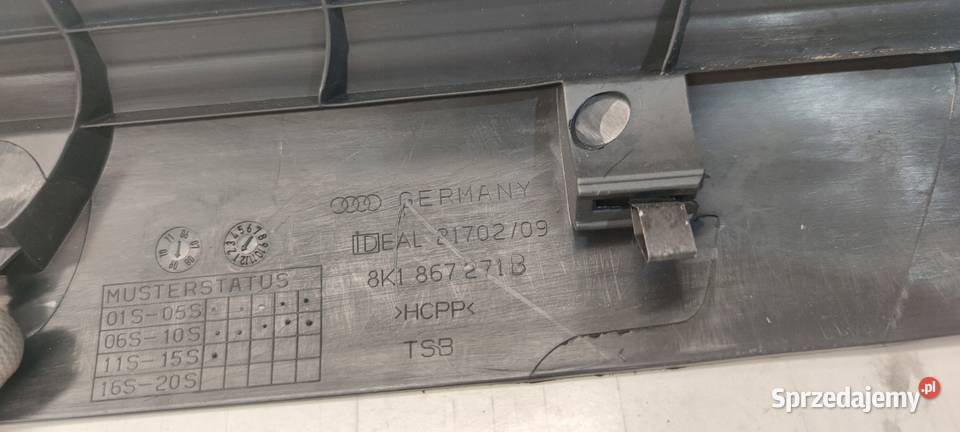 GERMANY
IDEAL 21702/09
8K1 867 271 B
>HCPP<
TSB
MUSTERSTATUS
01S-05S
06S-10S
11S-15S
16S-20S
Sprzedajemy.pl